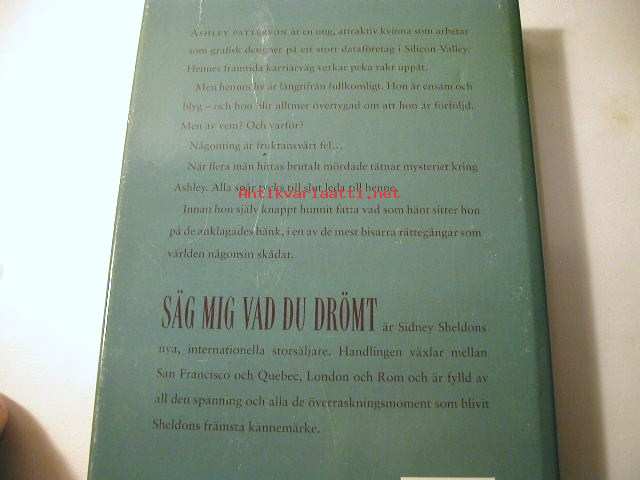 ASHLEY PATTERSON är en ung, attraktiv kvinna som arbetar
som grafisk designer på ett stort dataföretag i Silicon Valley.
Hennes framtida karriärväg verkar peka rakt uppåt.
Men hennes liv är långtifrån fullkomligt. Hon är ensam och
blyg – och hon blir alltmer övertygad om att hon är förföljd.
Men av vem? Och varför?
Någonting är fruktansvärt fel...
När flera män hittas brutalt mördade tätnar mysteriet kring
Ashley. Alla spår tycks till slut leda till henne.
Antikvariaatti.net
Innan hon själv knappt hunnit fatta vad som hänt sitter hon
på de anklagades bänk, i en av de mest bisarra rättegångar som
världen någonsin skådat.
SÄG MIG VAD DU DRÖMT är Sidney Sheldons
nya, internationella storsäljare. Handlingen växlar mellan
San Francisco och Quebec, London och Rom och är fylld av
all den spänning och alla de överraskningsmoment som blivit
Sheldons främsta kännemärke.